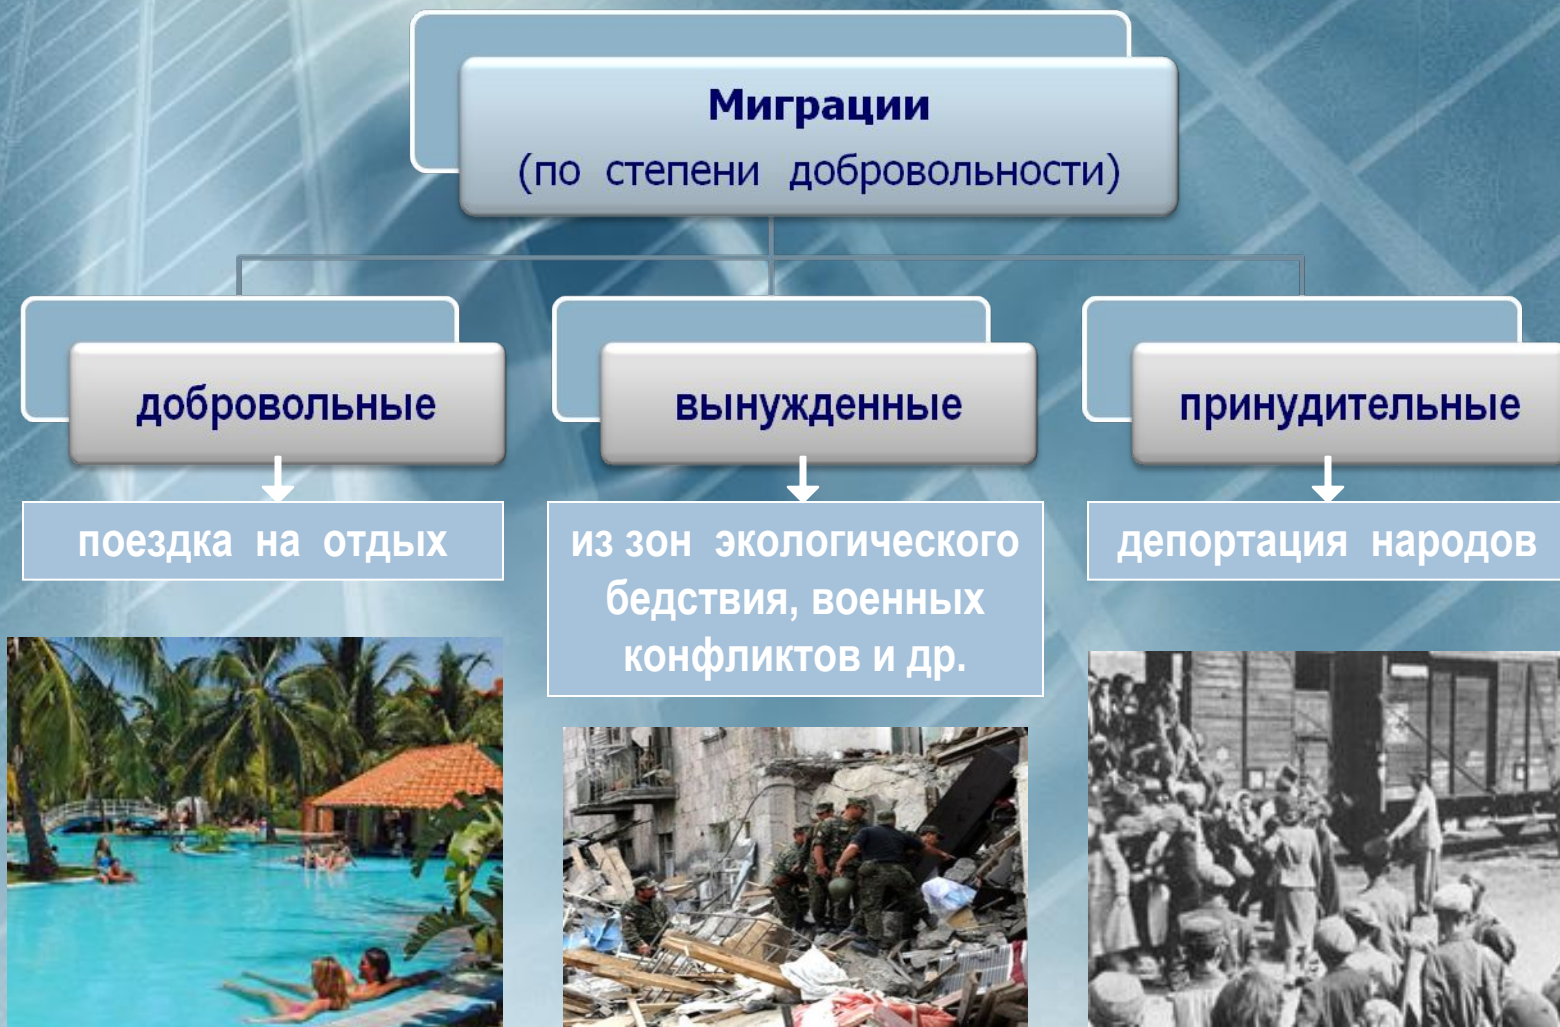 Миграции
(по степени добровольности)
добровольные
вынужденные
принудительные
поездка на отдых
из зон экологического
бедствия, военных
конфликтов и др.
депортация народов